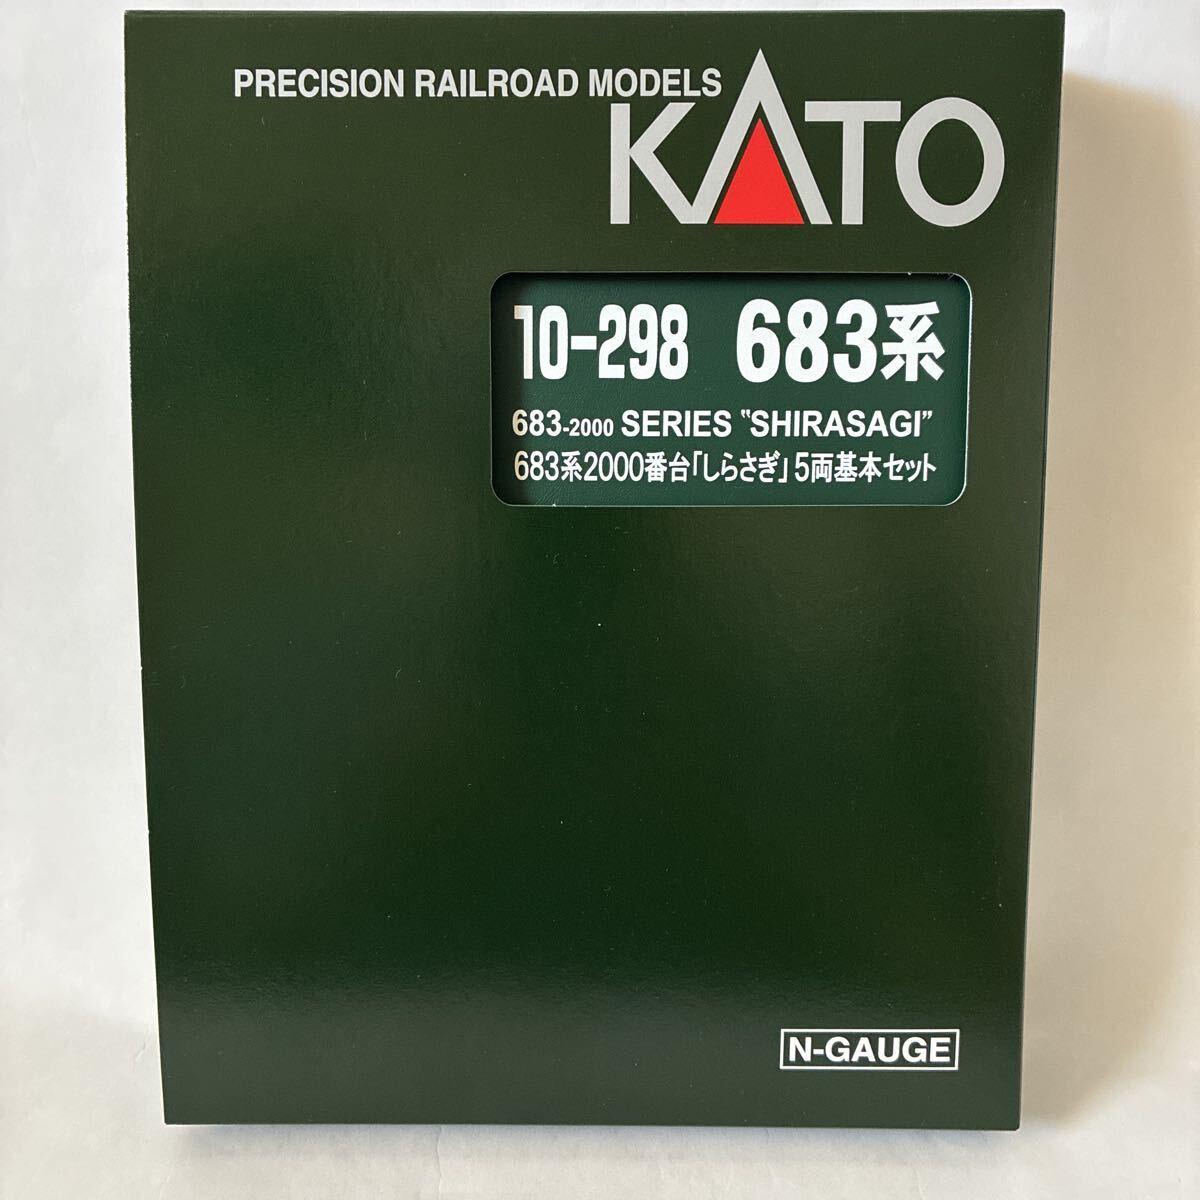 PRECISION RAILROAD MODELS
KATO
10-298 683系
683-2000 SERIES "SHIRASAGI"
683系2000番台「しらさぎ」5両基本セット
N-GAUGE